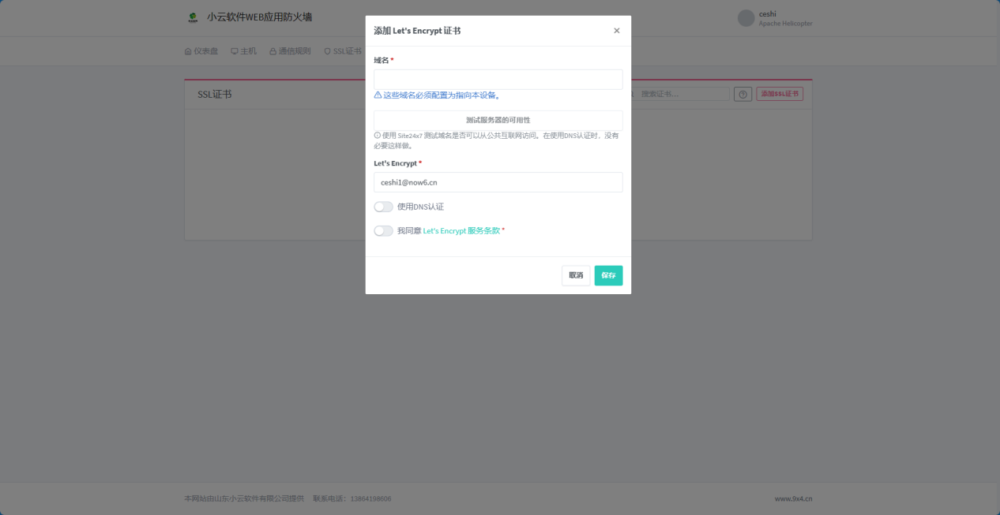 小云软件WEB应用防火墙
ceshi
Apache Helicopter
仪表盘 主机 通信规则 SSL证书
SSL证书
搜索证书...
添加SSL证书
添加 Let's Encrypt 证书
域名 *
这些域名必须配置为指向本设备。
测试服务器的可用性
使用 Site24x7 测试域名是否可以从公共互联网访问。在使用DNS认证时，没有
必要这样做。
Let's Encrypt *
ceshi1@now6.cn
使用DNS认证
我同意 Let's Encrypt 服务条款 *
取消 保存
本网站由山东小云软件有限公司提供 联系电话：13864198606
www.9x4.cn